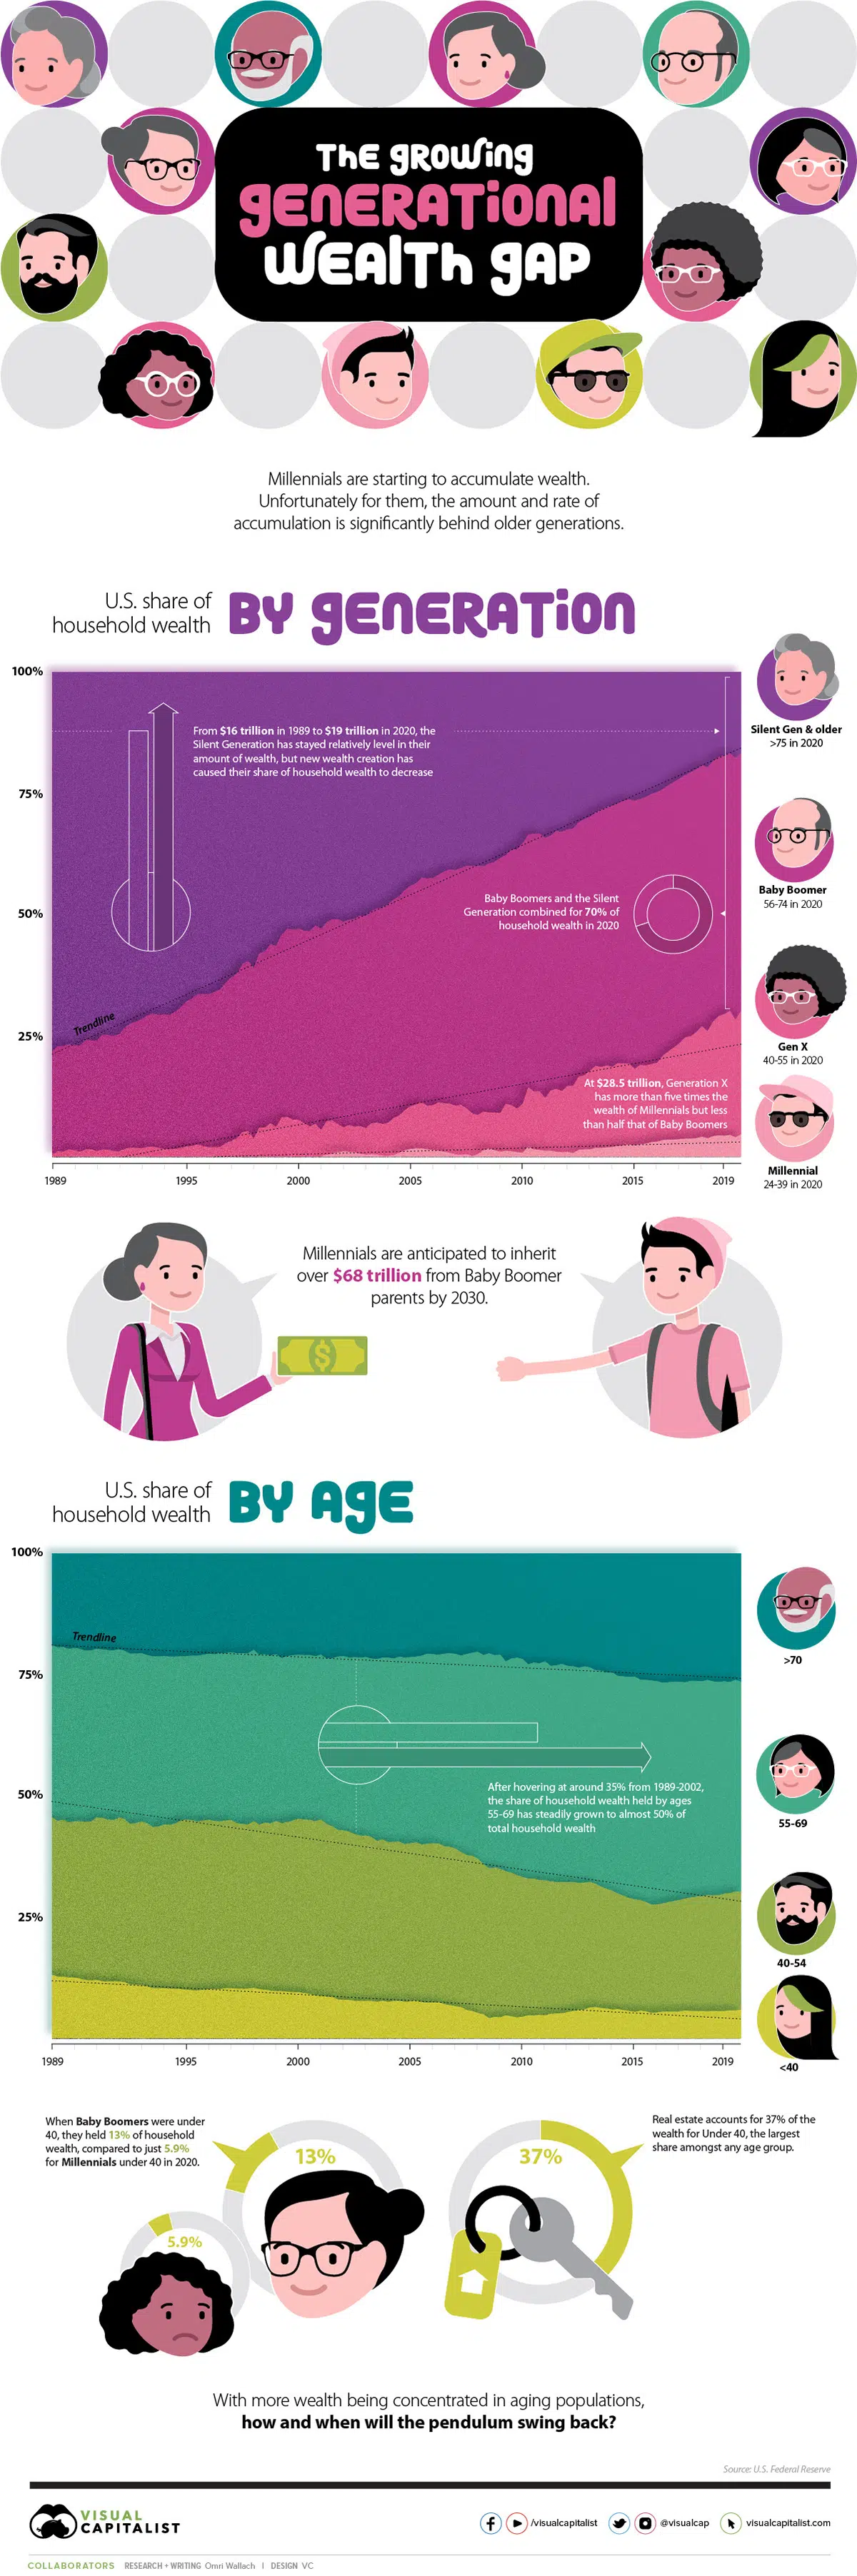 The growing
generational
wealth gap
Millennials are starting to accumulate wealth.
Unfortunately for them, the amount and rate of
accumulation is significantly behind older generations.
U.S. share of
household wealth
BY generation
100%
75%
50%
25%
From $16 trillion in 1989 to $19 trillion in 2020, the
Silent Generation has stayed relatively level in their
amount of wealth, but new wealth creation has
caused their share of household wealth to decrease
Trendline
Baby Boomers and the Silent
Generation combined for 70% of
household wealth in 2020
At $28.5 trillion, Generation X
has more than five times the
wealth of Millennials but less
than half that of Baby Boomers
Silent Gen & older
>75 in 2020
Baby Boomer
56-74 in 2020
Gen X
40-55 in 2020
Millennial
24-39 in 2020
1989 1995 2000 2005 2010 2015 2019
Millennials are anticipated to inherit
over $68 trillion from Baby Boomer
parents by 2030.
$
U.S. share of
household wealth
BY Age
100%
75%
50%
25%
Trendline
After hovering at around 35% from 1989-2002,
the share of household wealth held by ages
55-69 has steadily grown to almost 50% of
total household wealth
>70
55-69
40-54
<40
1989 1995 2000 2005 2010 2015 2019
When Baby Boomers were under
40, they held 13% of household
wealth, compared to just 5.9%
for Millennials under 40 in 2020.
13%
5.9%
37%
Real estate accounts for 37% of the
wealth for Under 40, the largest
share amongst any age group.
With more wealth being concentrated in aging populations,
how and when will the pendulum swing back?
Source: U.S. Federal Reserve
VISUAL
CAPITALIST
/visualcapitalist @visualcap visualcapitalist.com
COLLABORATORS RESEARCH + WRITING Omri Wallach | DESIGN VC